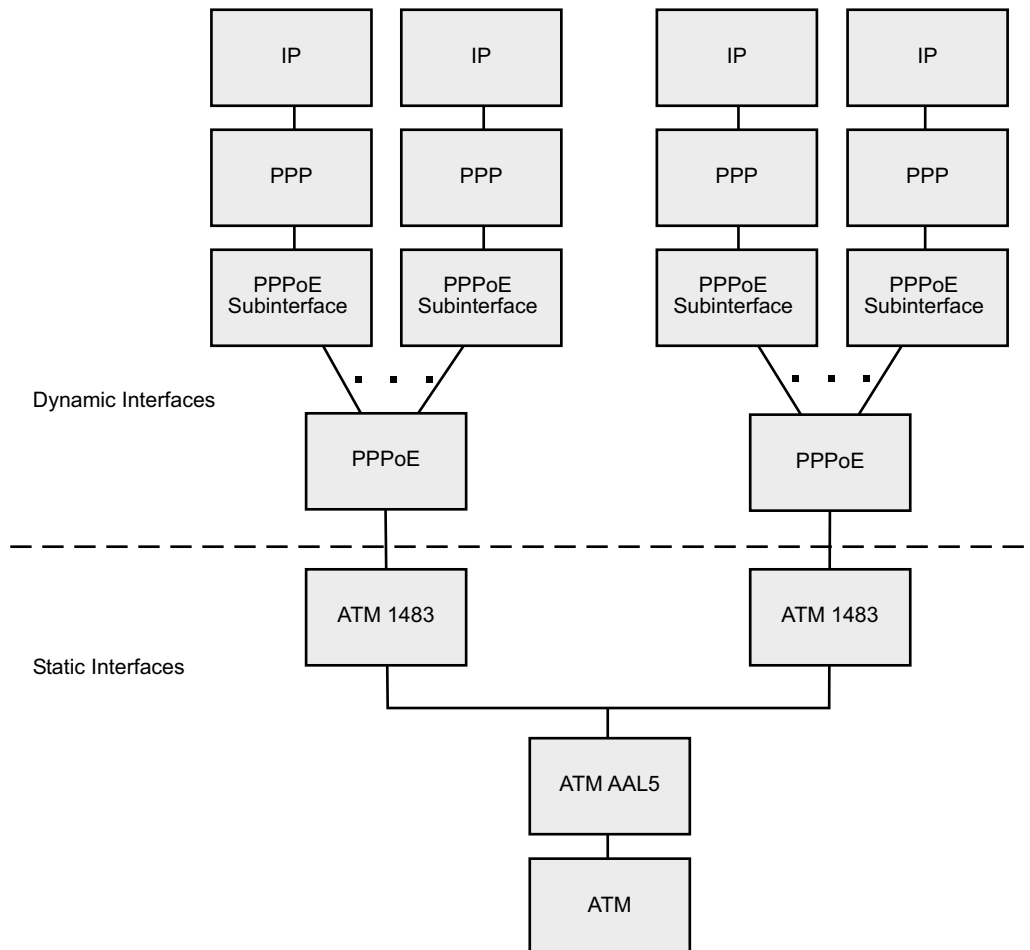 IP
IP
IP
IP
PPP
PPP
PPP
PPP
PPPoE
Subinterface
PPPoE
Subinterface
PPPoE
Subinterface
PPPoE
Subinterface
Dynamic Interfaces
PPPoE
PPPoE
ATM 1483
ATM 1483
Static Interfaces
ATM AAL5
ATM